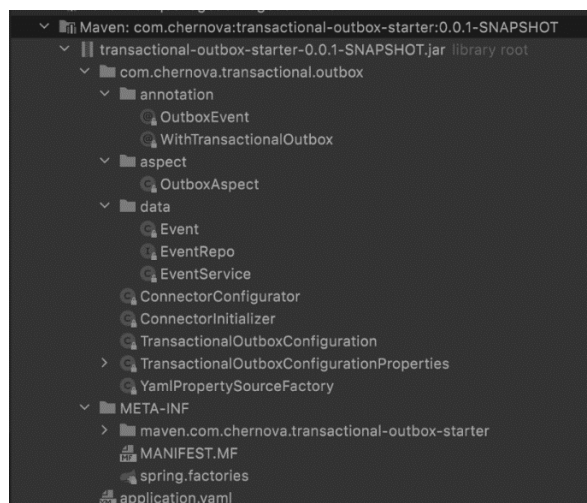 Maven: com.chernova:transactional-outbox-starter:0.0.1-SNAPSHOT
transactional-outbox-starter-0.0.1-SNAPSHOT.jar library root
com.chernova.transactional.outbox
annotation
OutboxEvent
WithTransactionalOutbox
aspect
OutboxAspect
data
Event
EventRepo
EventService
ConnectorConfigurator
ConnectorInitializer
TransactionalOutboxConfiguration
TransactionalOutboxConfigurationProperties
YamlPropertySourceFactory
META-INF
maven.com.chernova.transactional-outbox-starter
MANIFEST.MF
spring.factories
application.yaml